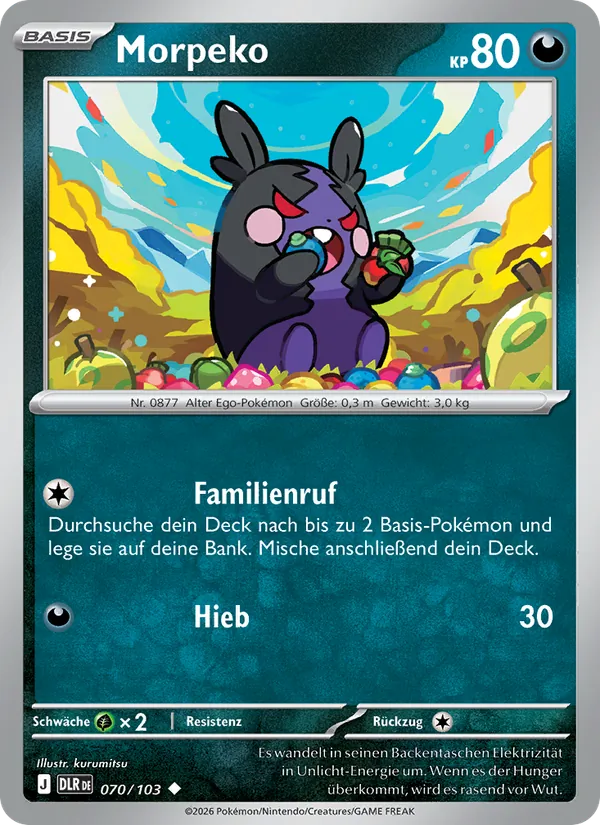 BASIS
Morpeko
KP 80
Nr. 0877 Alter Ego-Pokémon Größe: 0,3 m Gewicht: 3,0 kg
Familienruf
Durchsuche dein Deck nach bis zu 2 Basis-Pokémon und
lege sie auf deine Bank. Mische anschließend dein Deck.
Hieb 30
Schwäche ×2 Resistenz Rückzug
Illustr. kurumitsu
Es wandelt in seinen Backentaschen Elektrizität
in Unlicht-Energie um. Wenn es der Hunger
überkommt, wird es rasend vor Wut.
J DLR DE 070/103
©2026 Pokémon/Nintendo/Creatures/GAME FREAK